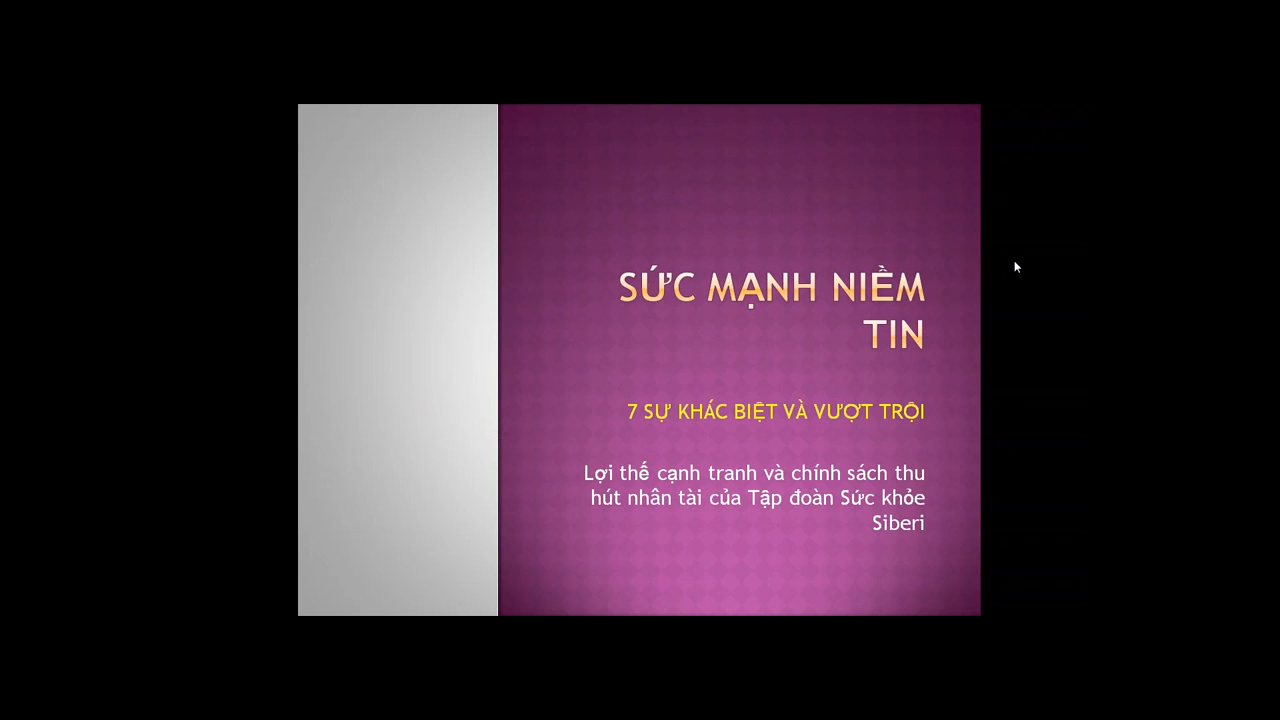 SỨC MẠNH NIỀM
TIN
7 SỰ KHÁC BIỆT VÀ VƯỢT TRỘI
Lợi thế cạnh tranh và chính sách thu
hút nhân tài của Tập đoàn Sức khỏe
Siberi